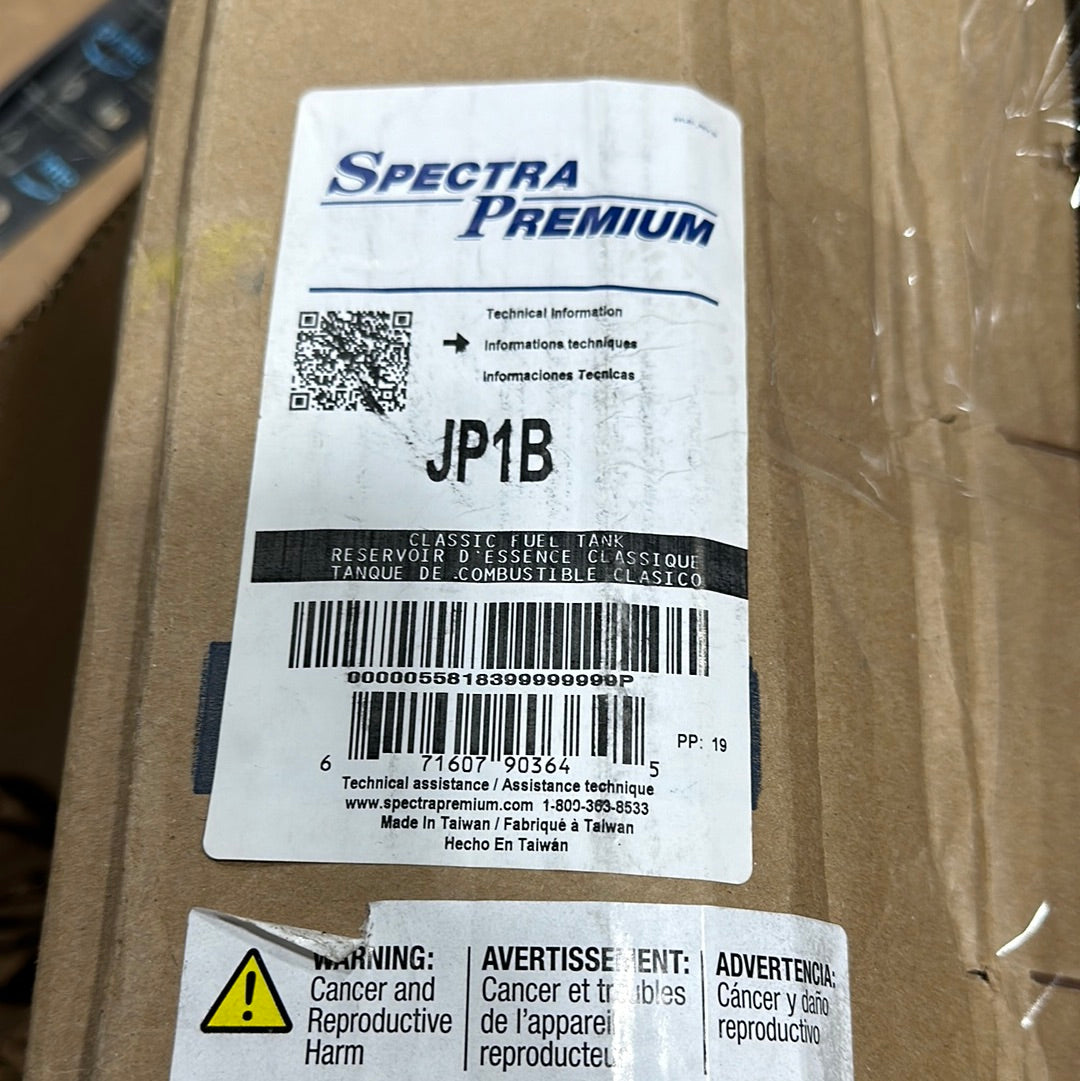 SPECTRA
PREMIUM
Technical Information
Informations techniques
Informaciones Tecnicas
JP1B
CLASSIC FUEL TANK
RESERVOIR D'ESSENCE CLASSIQUE
TANQUE DE COMBUSTIBLE CLASICO
0000055818399999999P
6 71607 90364 5
PP: 19
Technical assistance / Assistance technique
www.spectrapremium.com 1-800-363-8533
Made In Taiwan / Fabriqué à Taiwan
Hecho En Taiwán
WARNING:
Cancer and
Reproductive
Harm
AVERTISSEMENT:
Cancer et troubles
de l'appareil
reproducteur
ADVERTENCIA:
Cáncer y daño
reproductivo